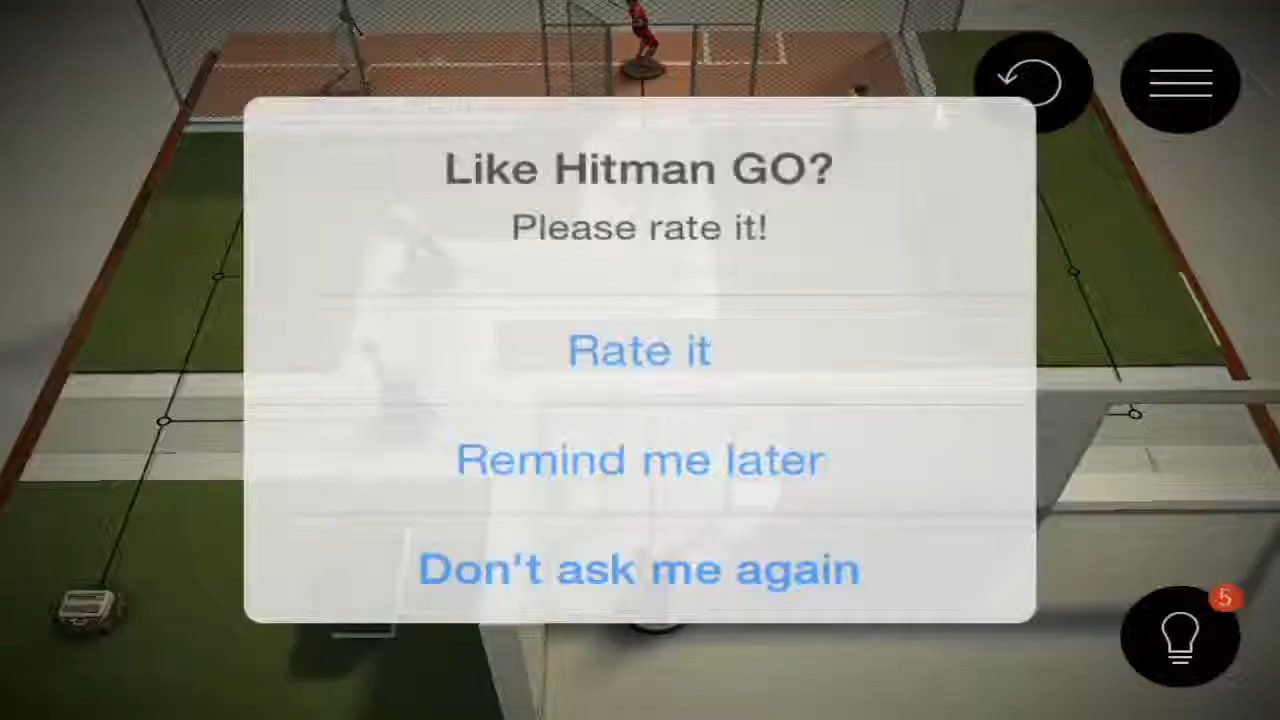 Like Hitman GO?
Please rate it!
Rate it
Remind me later
Don't ask me again
5